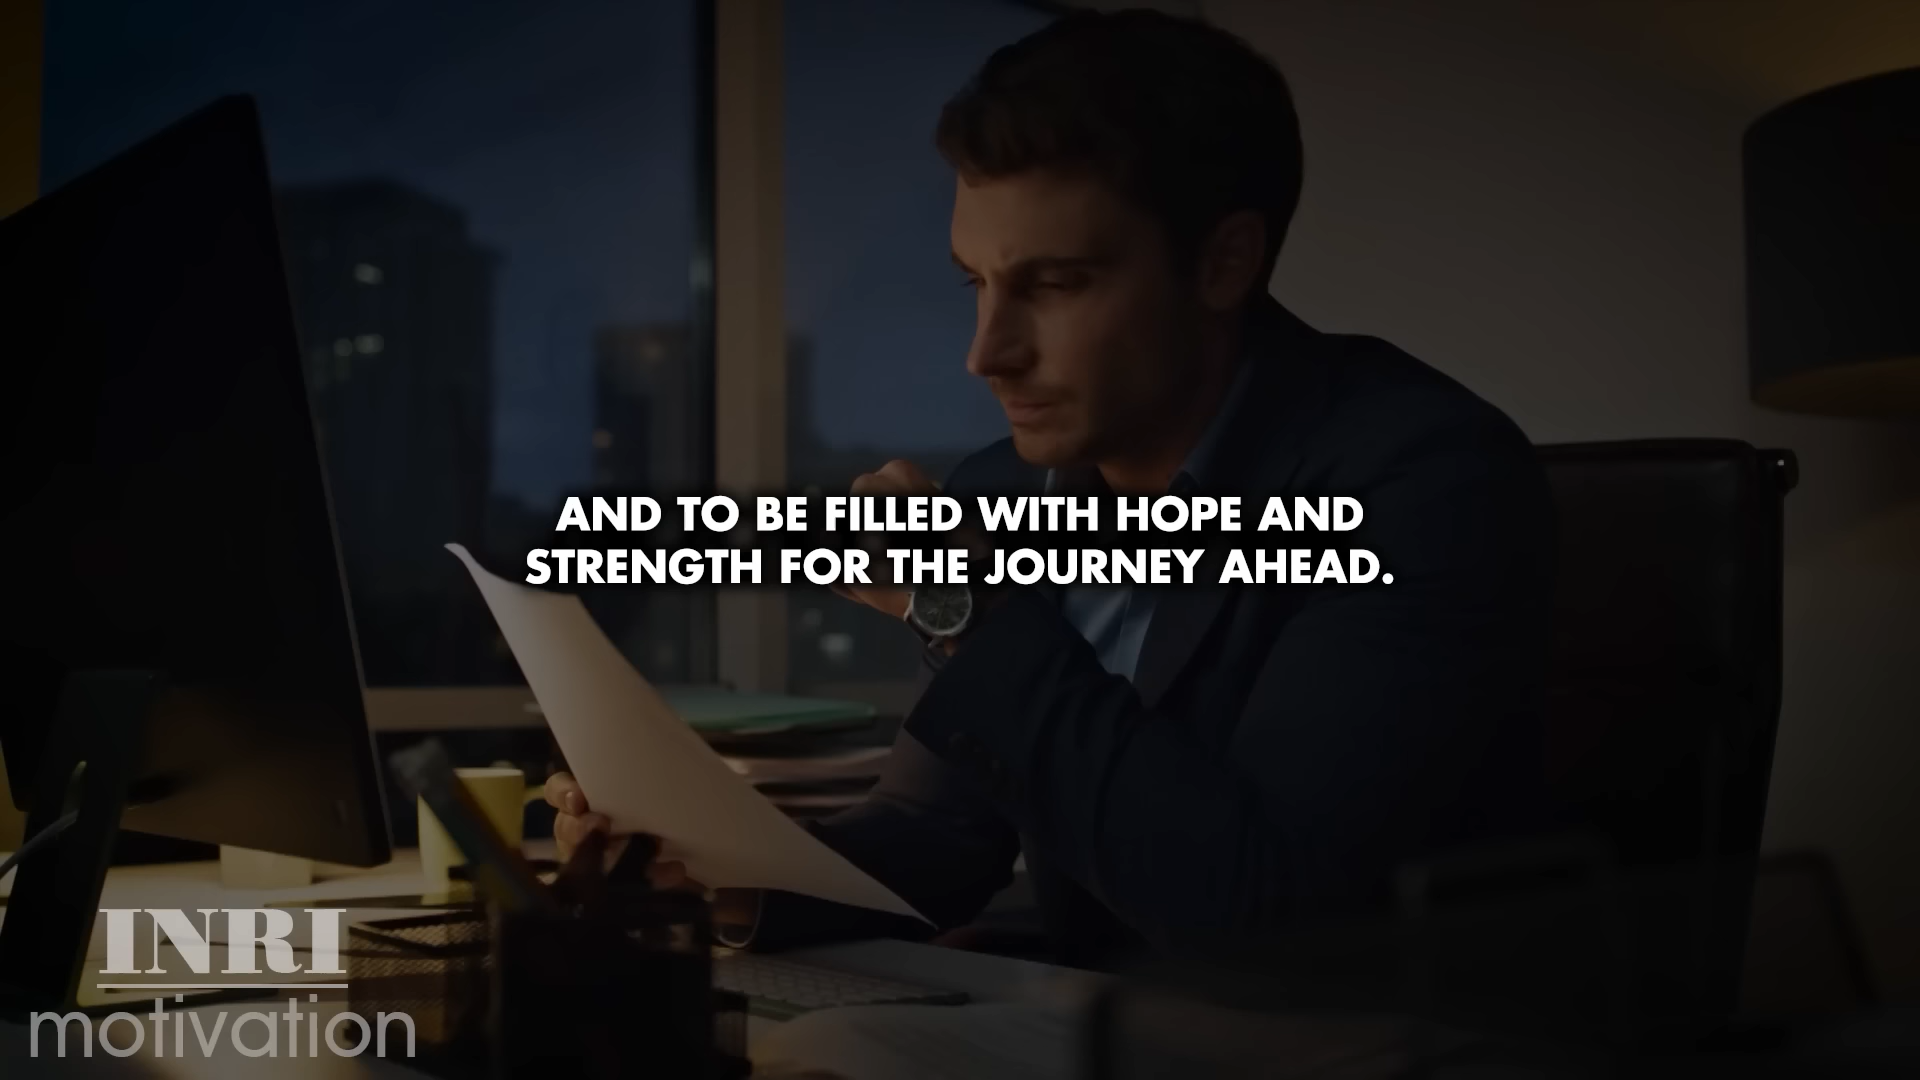 AND TO BE FILLED WITH HOPE AND
STRENGTH FOR THE JOURNEY AHEAD.
INRI
motivation